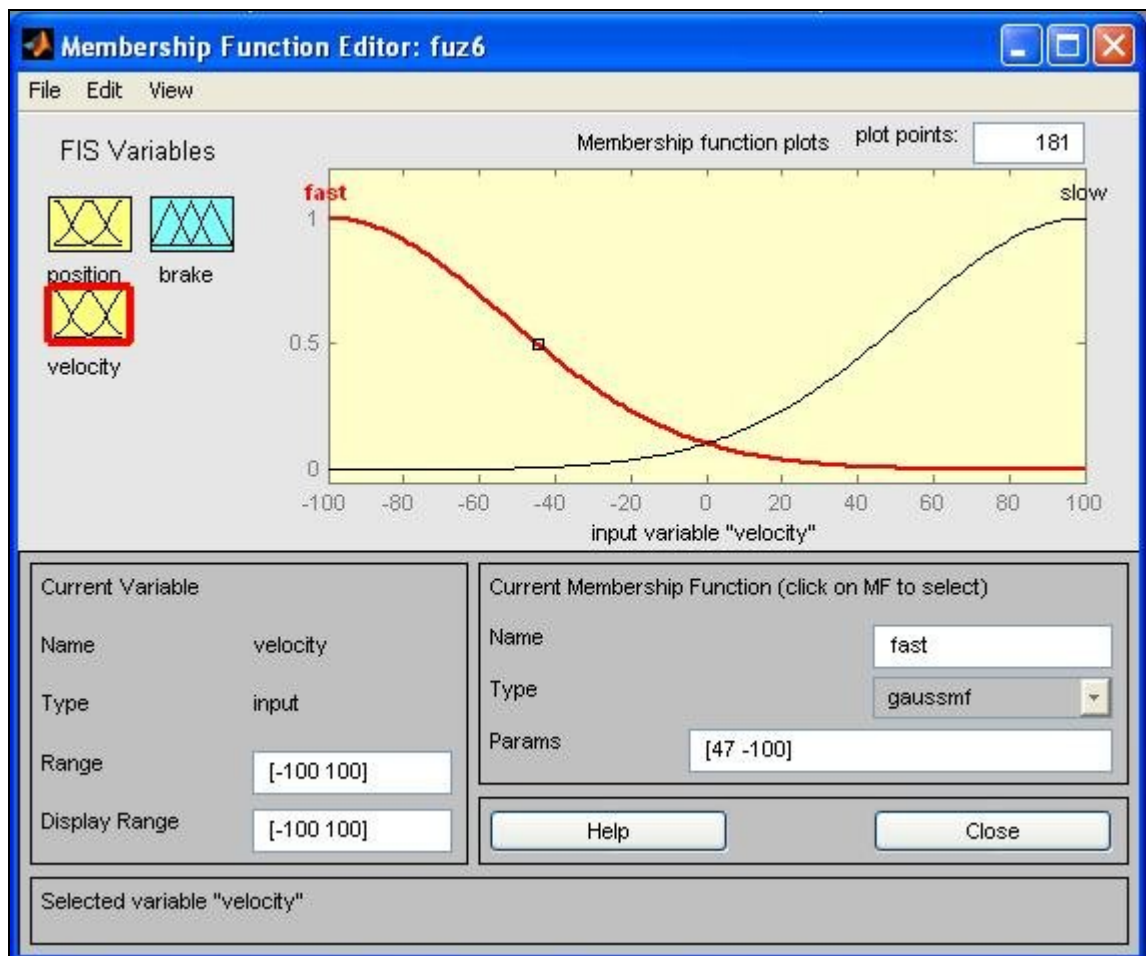 Membership Function Editor: fuz6
File Edit View
FIS Variables
position
brake
velocity
Membership function plots
plot points:
181
fast
slow
1
0.5
0
-100 -80 -60 -40 -20 0 20 40 60 80 100
input variable "velocity"
Current Variable
Name velocity
Type input
Range [-100 100]
Display Range [-100 100]
Current Membership Function (click on MF to select)
Name fast
Type gaussmf
Params [47 -100]
Help Close
Selected variable "velocity"